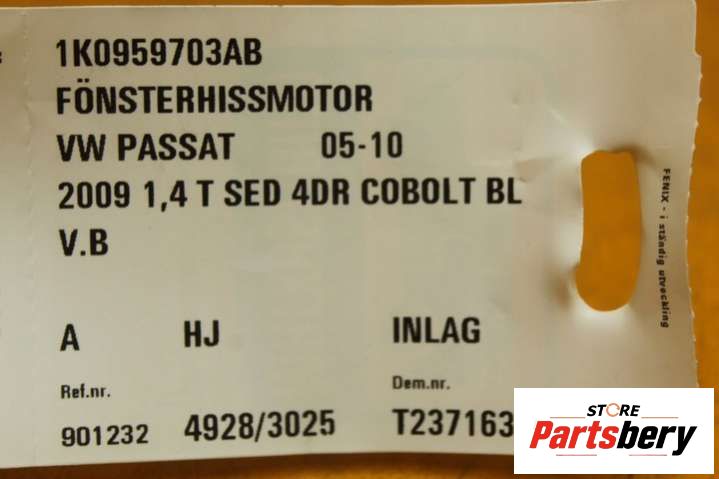 1K0959703AB
FÖNSTERHISSMOTOR
VW PASSAT 05-10
2009 1,4 T SED 4DR COBOLT BL
V.B
A HJ INLAG
Ref.nr. Dem.nr.
901232 4928/3025 T237163
FENIX - i ständig utveckling
STORE
Partsbery